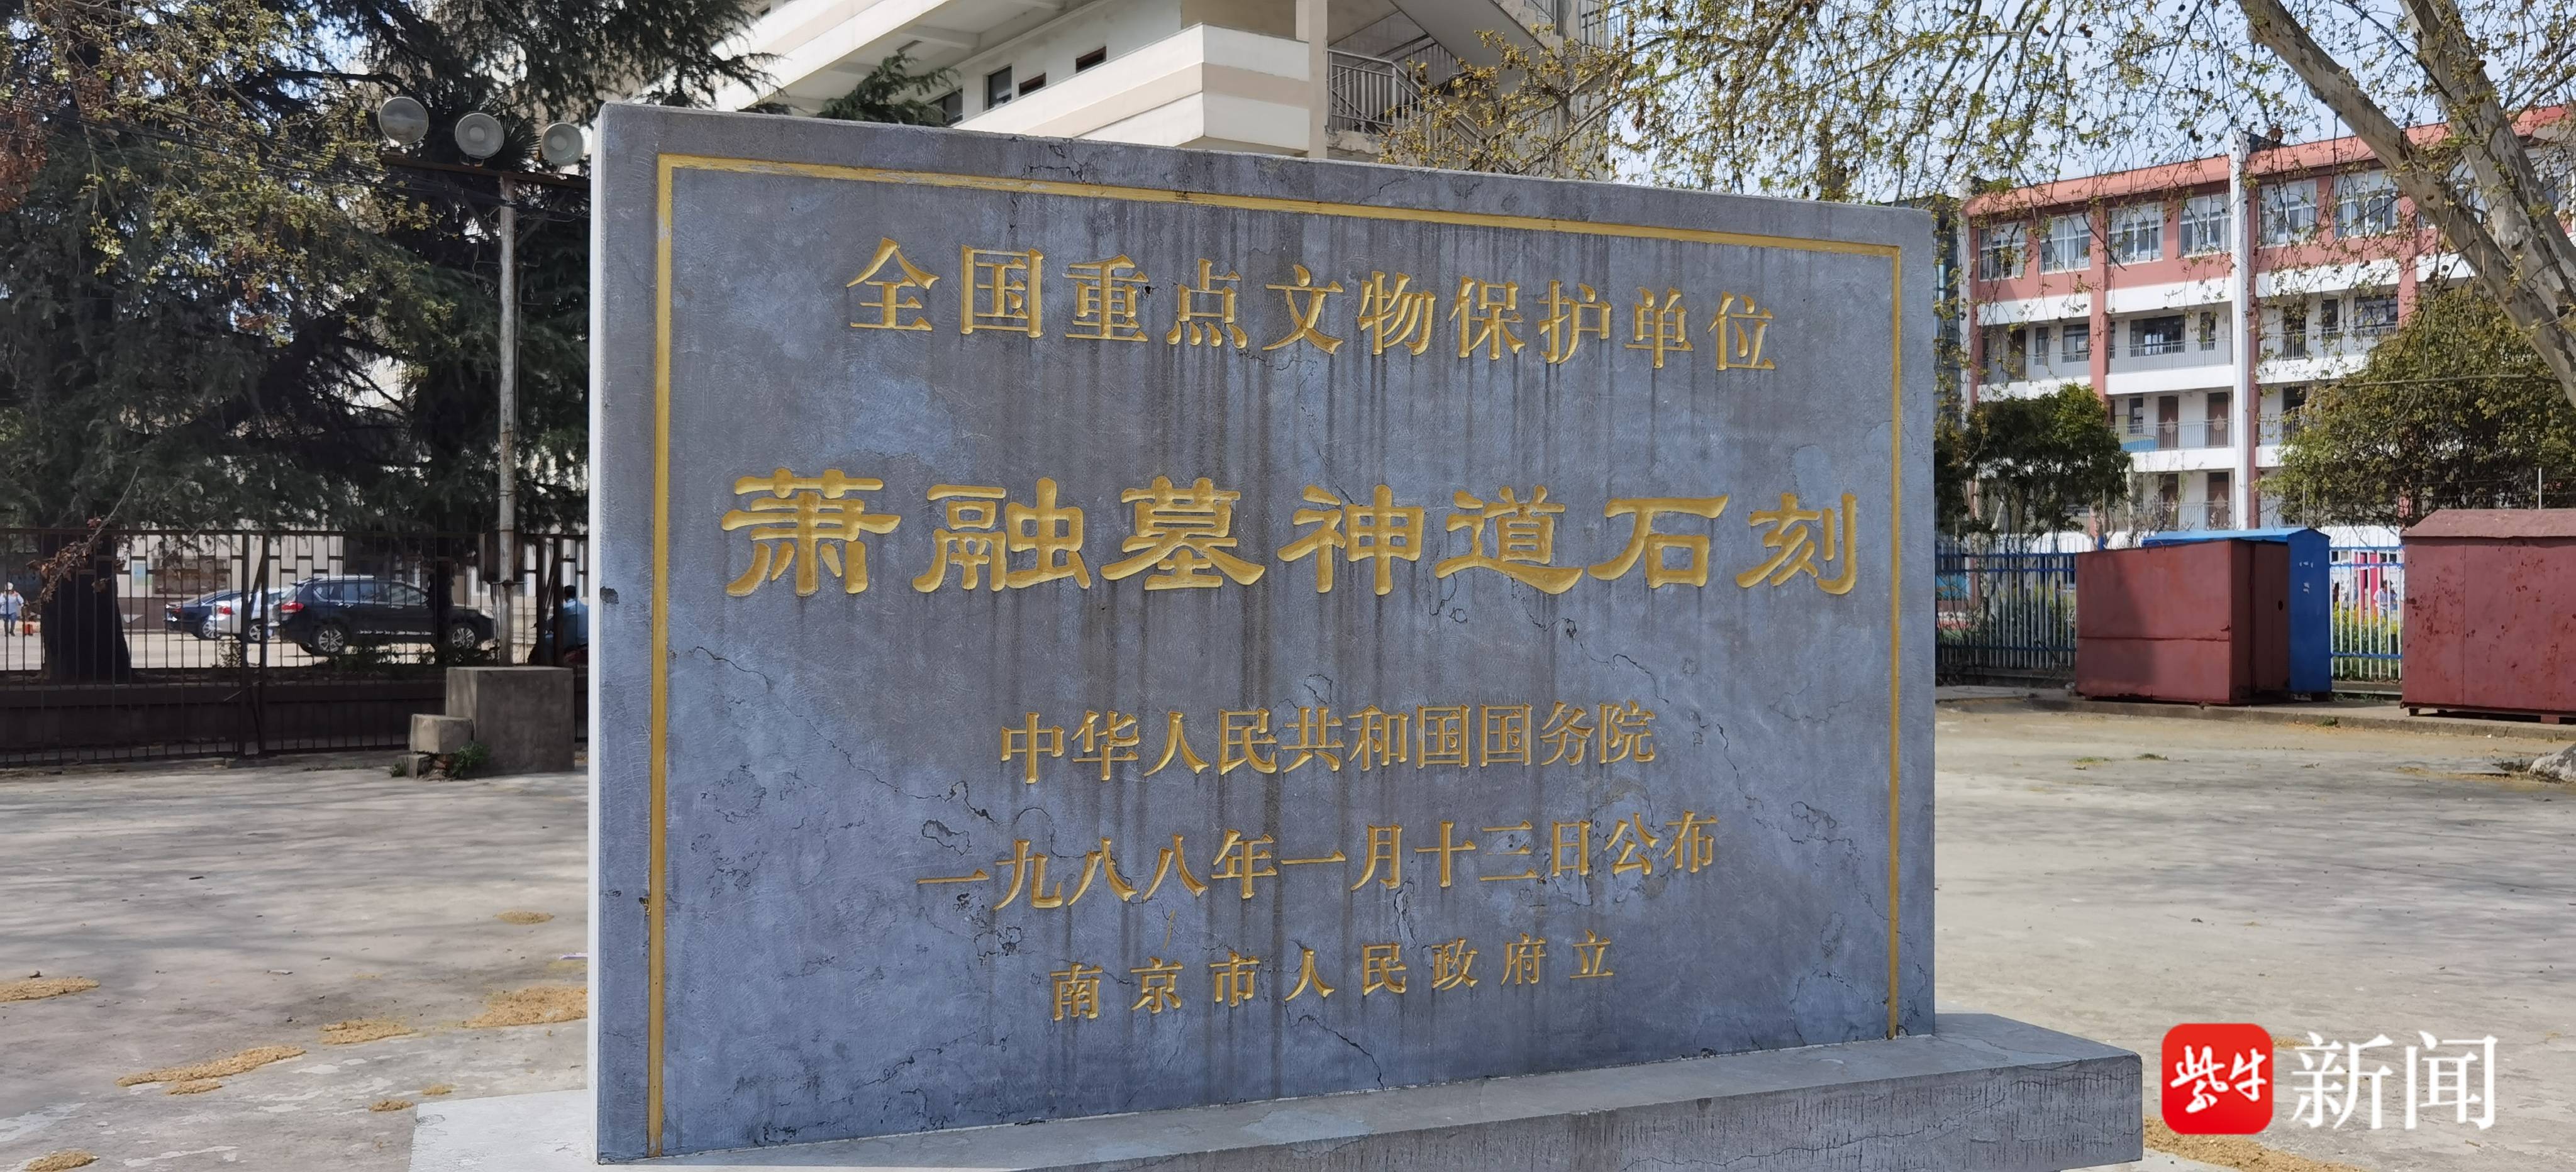 全国重点文物保护单位
萧融墓神道石刻
中华人民共和国国务院
一九八八年一月十三日公布
南京市人民政府立
紫牛新闻